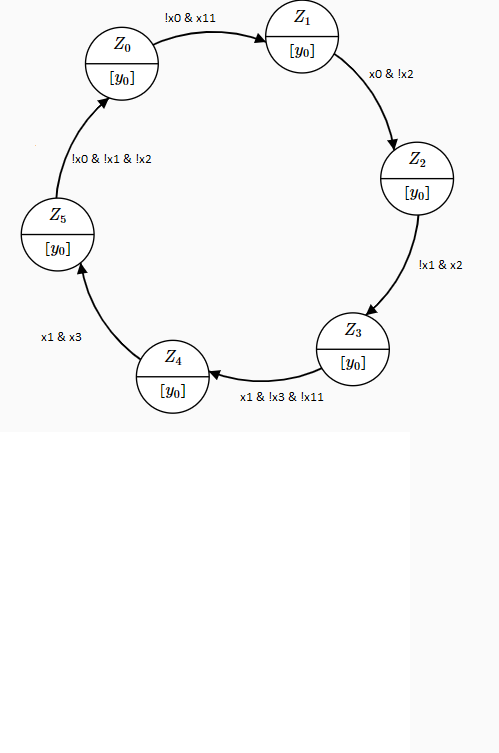 !x0 & x11
Z0
[y0]
Z1
[y0]
x0 & !x2
Z2
[y0]
!x1 & x2
Z3
[y0]
x1 & !x3 & !x11
Z4
[y0]
x1 & x3
Z5
[y0]
!x0 & !x1 & !x2